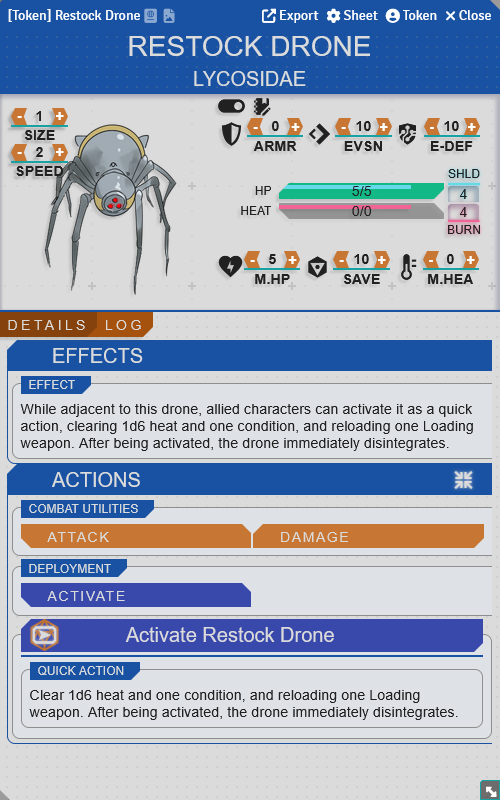 [Token] Restock Drone Export Sheet Token Close
RESTOCK DRONE
LYCOSIDAE
- 1 +
SIZE
- 2 +
SPEED
- 0 + - 10 + - 10 +
ARMR EVSN E-DEF
SHLD
HP 5/5 4
HEAT 0/0 4
BURN
- 5 + - 10 + - 0 +
M.HP SAVE M.HEA
DETAILS LOG
EFFECTS
EFFECT
While adjacent to this drone, allied characters can activate it as a quick
action, clearing 1d6 heat and one condition, and reloading one Loading
weapon. After being activated, the drone immediately disintegrates.
ACTIONS
COMBAT UTILITIES
ATTACK DAMAGE
DEPLOYMENT
ACTIVATE
Activate Restock Drone
QUICK ACTION
Clear 1d6 heat and one condition, and reloading one Loading
weapon. After being activated, the drone immediately disintegrates.